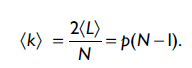 ⟨k⟩ = 2⟨L⟩/N = p(N−1).